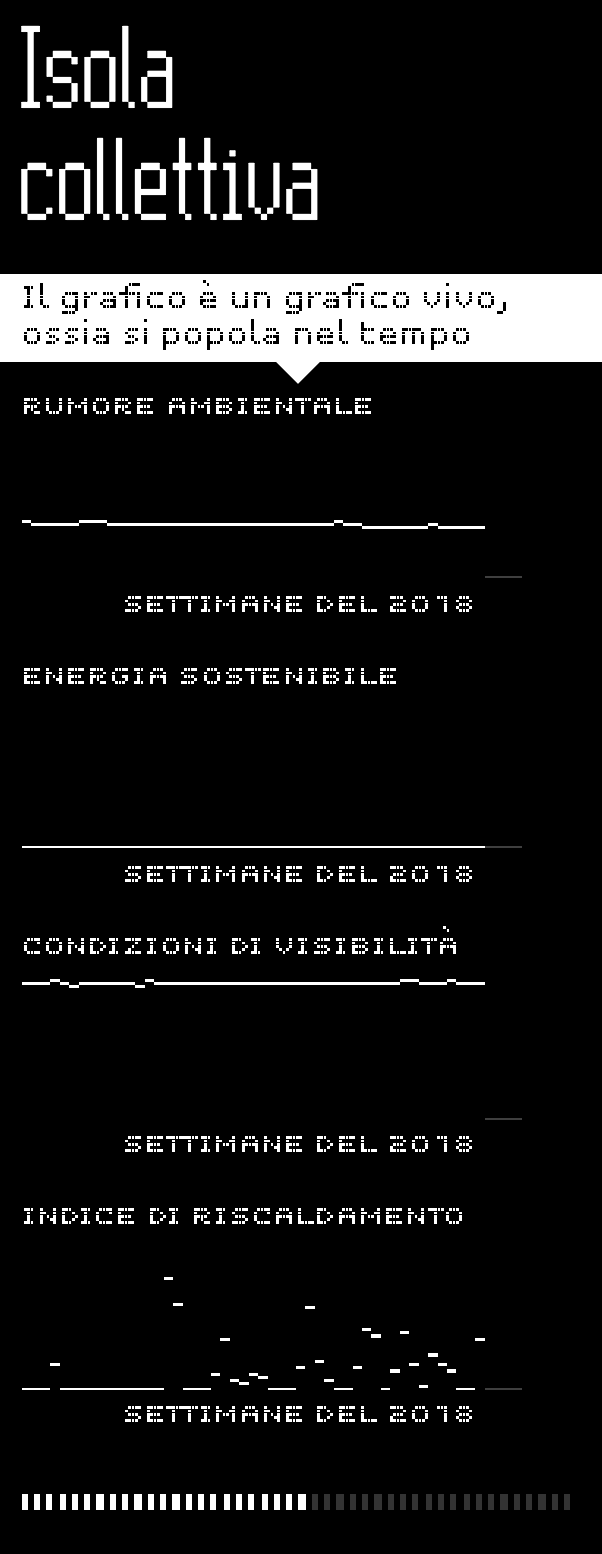 Isola
collettiva
Il grafico è un grafico vivo,
ossia si popola nel tempo
RUMORE AMBIENTALE
SETTIMANE DEL 2018
ENERGIA SOSTENIBILE
SETTIMANE DEL 2018
CONDIZIONI DI VISIBILITÀ
SETTIMANE DEL 2018
INDICE DI RISCALDAMENTO
SETTIMANE DEL 2018